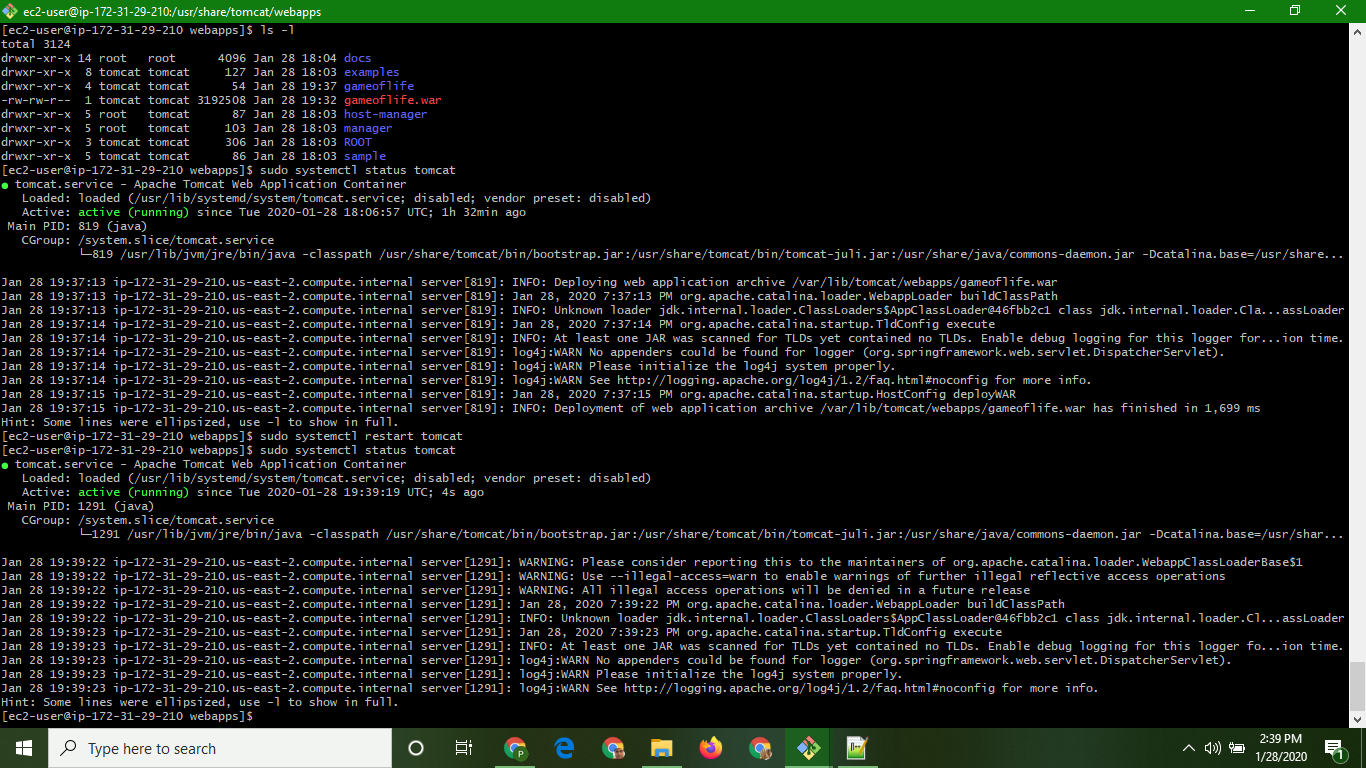 ec2-user@ip-172-31-29-210:/usr/share/tomcat/webapps
[ec2-user@ip-172-31-29-210 webapps]$ ls -l
total 3124
drwxr-xr-x 14 root   root      4096 Jan 28 18:04 docs
drwxr-xr-x  8 tomcat tomcat     127 Jan 28 18:03 examples
drwxr-xr-x  4 tomcat tomcat      54 Jan 28 19:37 gameoflife
-rw-rw-r--  1 tomcat tomcat 3192508 Jan 28 19:32 gameoflife.war
drwxr-xr-x  5 root   tomcat      87 Jan 28 18:03 host-manager
drwxr-xr-x  5 root   tomcat     103 Jan 28 18:03 manager
drwxr-xr-x  3 tomcat tomcat     306 Jan 28 18:03 ROOT
drwxr-xr-x  5 tomcat tomcat      86 Jan 28 18:03 sample
[ec2-user@ip-172-31-29-210 webapps]$ sudo systemctl status tomcat
● tomcat.service - Apache Tomcat Web Application Container
   Loaded: loaded (/usr/lib/systemd/system/tomcat.service; disabled; vendor preset: disabled)
   Active: active (running) since Tue 2020-01-28 18:06:57 UTC; 1h 32min ago
 Main PID: 819 (java)
   CGroup: /system.slice/tomcat.service
           └─819 /usr/lib/jvm/jre/bin/java -classpath /usr/share/tomcat/bin/bootstrap.jar:/usr/share/tomcat/bin/tomcat-juli.jar:/usr/share/java/commons-daemon.jar -Dcatalina.base=/usr/share...
Jan 28 19:37:13 ip-172-31-29-210.us-east-2.compute.internal server[819]: INFO: Deploying web application archive /var/lib/tomcat/webapps/gameoflife.war
Jan 28 19:37:13 ip-172-31-29-210.us-east-2.compute.internal server[819]: Jan 28, 2020 7:37:13 PM org.apache.catalina.loader.WebappLoader buildClassPath
Jan 28 19:37:13 ip-172-31-29-210.us-east-2.compute.internal server[819]: INFO: Unknown loader jdk.internal.loader.ClassLoaders$AppClassLoader@46fbb2c1 class jdk.internal.loader.Cla...assLoader
Jan 28 19:37:14 ip-172-31-29-210.us-east-2.compute.internal server[819]: Jan 28, 2020 7:37:14 PM org.apache.catalina.startup.TldConfig execute
Jan 28 19:37:14 ip-172-31-29-210.us-east-2.compute.internal server[819]: INFO: At least one JAR was scanned for TLDs yet contained no TLDs. Enable debug logging for this logger for...ion time.
Jan 28 19:37:14 ip-172-31-29-210.us-east-2.compute.internal server[819]: log4j:WARN No appenders could be found for logger (org.springframework.web.servlet.DispatcherServlet).
Jan 28 19:37:14 ip-172-31-29-210.us-east-2.compute.internal server[819]: log4j:WARN Please initialize the log4j system properly.
Jan 28 19:37:14 ip-172-31-29-210.us-east-2.compute.internal server[819]: log4j:WARN See http://logging.apache.org/log4j/1.2/faq.html#noconfig for more info.
Jan 28 19:37:15 ip-172-31-29-210.us-east-2.compute.internal server[819]: Jan 28, 2020 7:37:15 PM org.apache.catalina.startup.HostConfig deployWAR
Jan 28 19:37:15 ip-172-31-29-210.us-east-2.compute.internal server[819]: INFO: Deployment of web application archive /var/lib/tomcat/webapps/gameoflife.war has finished in 1,699 ms
Hint: Some lines were ellipsized, use -l to show in full.
[ec2-user@ip-172-31-29-210 webapps]$ sudo systemctl restart tomcat
[ec2-user@ip-172-31-29-210 webapps]$ sudo systemctl status tomcat
● tomcat.service - Apache Tomcat Web Application Container
   Loaded: loaded (/usr/lib/systemd/system/tomcat.service; disabled; vendor preset: disabled)
   Active: active (running) since Tue 2020-01-28 19:39:19 UTC; 4s ago
 Main PID: 1291 (java)
   CGroup: /system.slice/tomcat.service
           └─1291 /usr/lib/jvm/jre/bin/java -classpath /usr/share/tomcat/bin/bootstrap.jar:/usr/share/tomcat/bin/tomcat-juli.jar:/usr/share/java/commons-daemon.jar -Dcatalina.base=/usr/shar...
Jan 28 19:39:22 ip-172-31-29-210.us-east-2.compute.internal server[1291]: WARNING: Please consider reporting this to the maintainers of org.apache.catalina.loader.WebappClassLoaderBase$1
Jan 28 19:39:22 ip-172-31-29-210.us-east-2.compute.internal server[1291]: WARNING: Use --illegal-access=warn to enable warnings of further illegal reflective access operations
Jan 28 19:39:22 ip-172-31-29-210.us-east-2.compute.internal server[1291]: WARNING: All illegal access operations will be denied in a future release
Jan 28 19:39:22 ip-172-31-29-210.us-east-2.compute.internal server[1291]: Jan 28, 2020 7:39:22 PM org.apache.catalina.loader.WebappLoader buildClassPath
Jan 28 19:39:22 ip-172-31-29-210.us-east-2.compute.internal server[1291]: INFO: Unknown loader jdk.internal.loader.ClassLoaders$AppClassLoader@46fbb2c1 class jdk.internal.loader.Cl...assLoader
Jan 28 19:39:23 ip-172-31-29-210.us-east-2.compute.internal server[1291]: Jan 28, 2020 7:39:23 PM org.apache.catalina.startup.TldConfig execute
Jan 28 19:39:23 ip-172-31-29-210.us-east-2.compute.internal server[1291]: INFO: At least one JAR was scanned for TLDs yet contained no TLDs. Enable debug logging for this logger fo...ion time.
Jan 28 19:39:23 ip-172-31-29-210.us-east-2.compute.internal server[1291]: log4j:WARN No appenders could be found for logger (org.springframework.web.servlet.DispatcherServlet).
Jan 28 19:39:23 ip-172-31-29-210.us-east-2.compute.internal server[1291]: log4j:WARN Please initialize the log4j system properly.
Jan 28 19:39:23 ip-172-31-29-210.us-east-2.compute.internal server[1291]: log4j:WARN See http://logging.apache.org/log4j/1.2/faq.html#noconfig for more info.
Hint: Some lines were ellipsized, use -l to show in full.
[ec2-user@ip-172-31-29-210 webapps]$
Type here to search
P
2:39 PM
1/28/2020
1